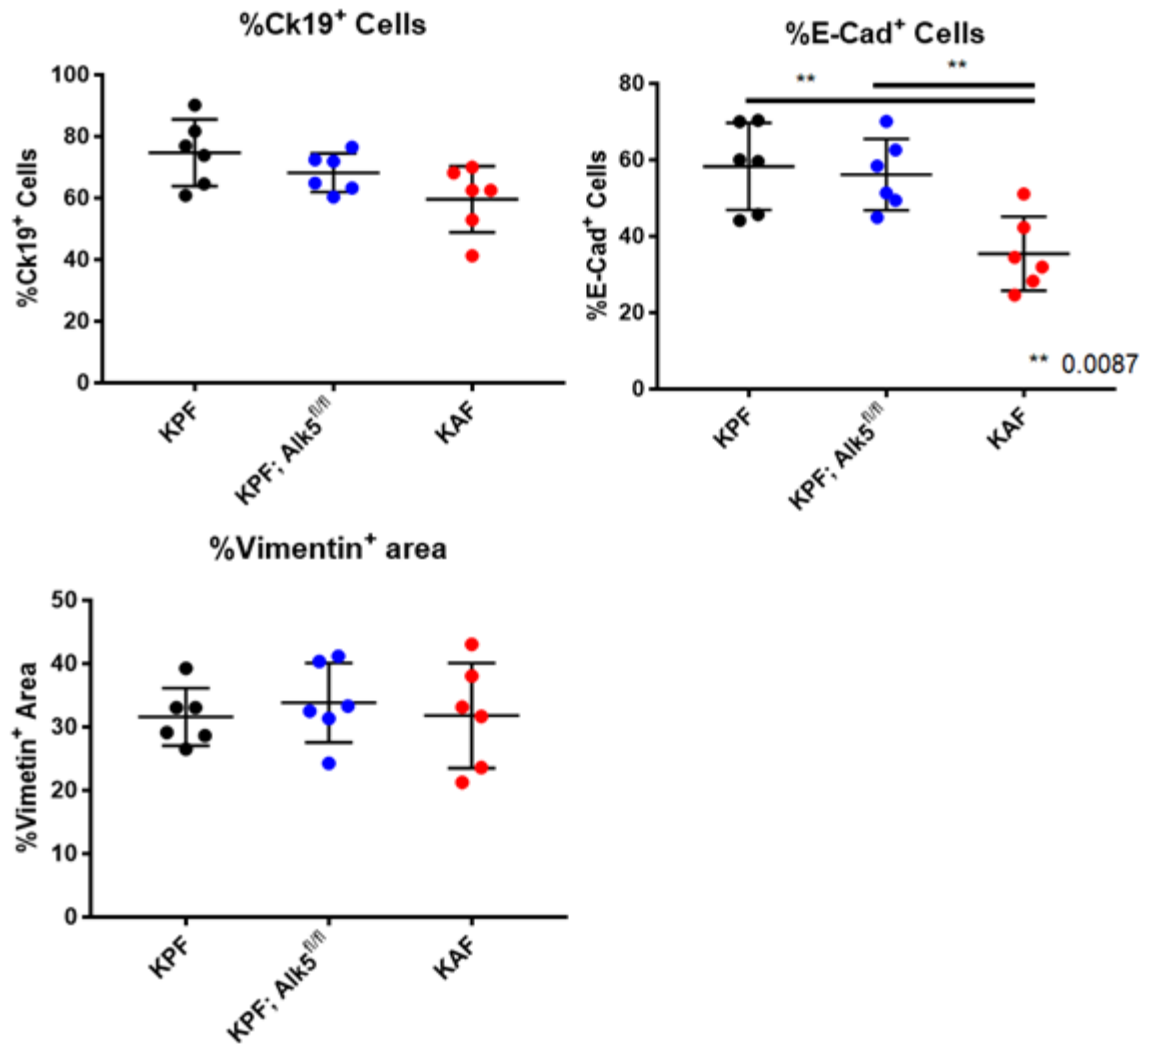 %Ck19⁺ Cells
%Ck19⁺ Cells
100
80
60
40
20
0
KPF
KPF; Alk5fl/fl
KAF
%E-Cad⁺ Cells
%E-Cad⁺ Cells
80
60
40
20
0
**
**
** 0.0087
KPF
KPF; Alk5fl/fl
KAF
%Vimentin⁺ area
%Vimetin⁺ Area
50
40
30
20
10
0
KPF
KPF; Alk5fl/fl
KAF